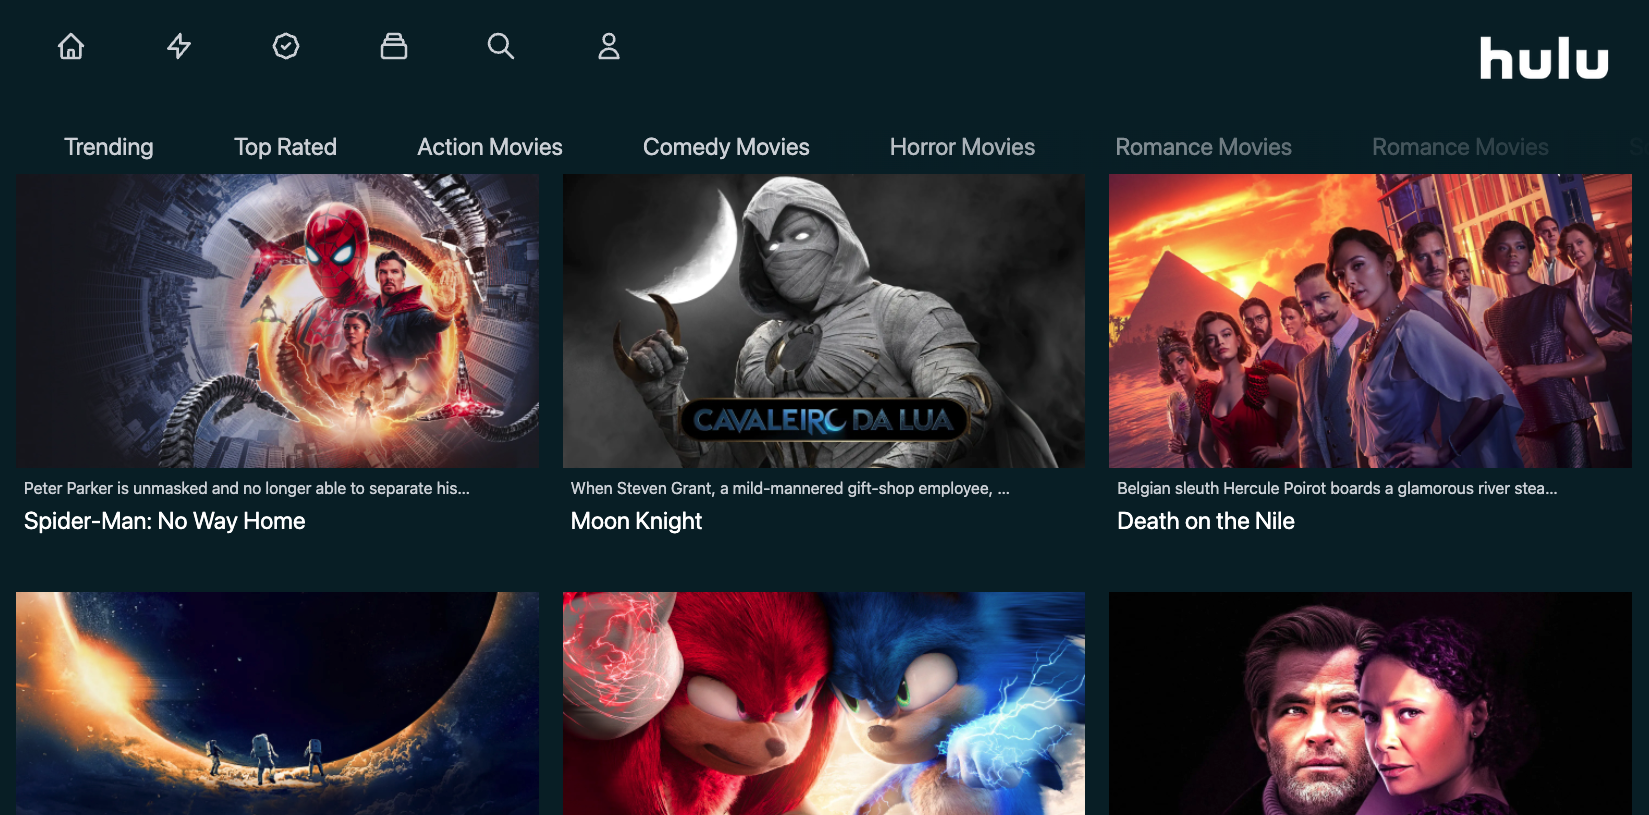 hulu
Trending
Top Rated
Action Movies
Comedy Movies
Horror Movies
Romance Movies
Romance Movies
CAVALEIRO DA LUA
Peter Parker is unmasked and no longer able to separate his...
Spider-Man: No Way Home
When Steven Grant, a mild-mannered gift-shop employee, ...
Moon Knight
Belgian sleuth Hercule Poirot boards a glamorous river stea...
Death on the Nile